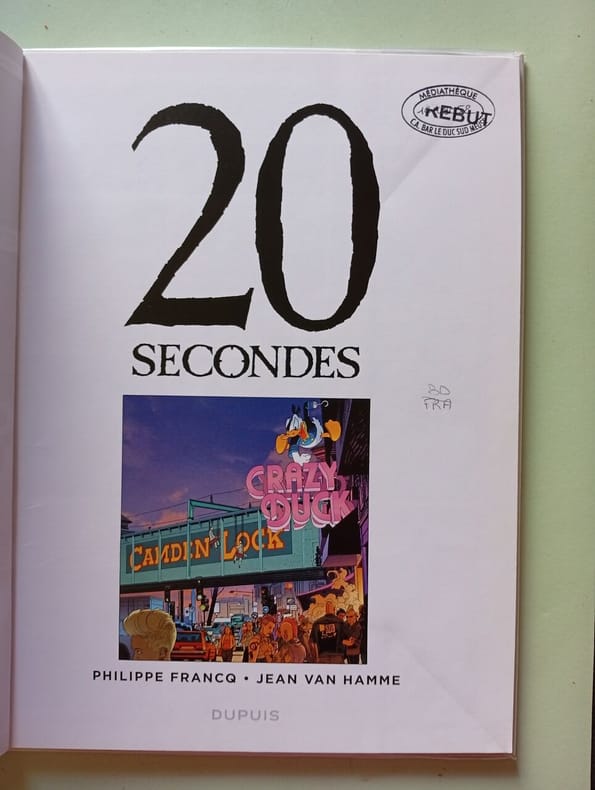 MÉDIATHÈQUE
REBUT
C.A. BAR LE DUC SUD MEUSE
20
SECONDES
BD
FRA
CRAZY
DUCK
CAMDEN LOCK
PHILIPPE FRANCQ • JEAN VAN HAMME
DUPUIS